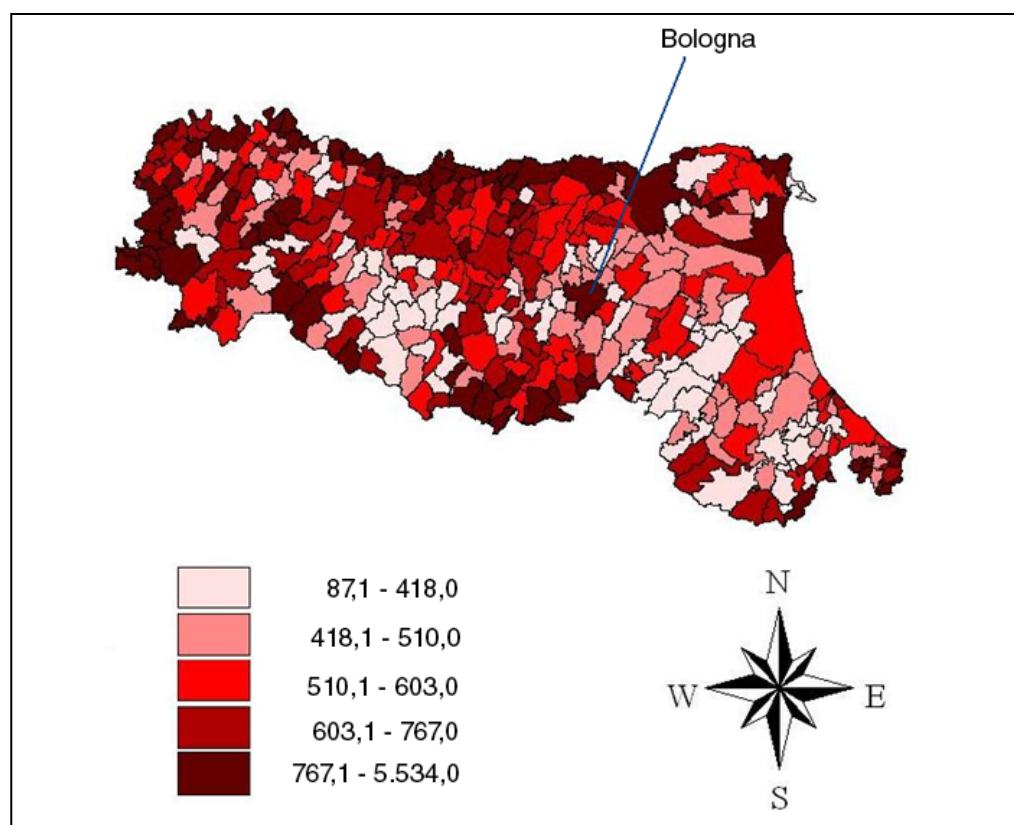 Bologna
87,1 - 418,0
418,1 - 510,0
510,1 - 603,0
603,1 - 767,0
767,1 - 5.534,0
N
W E
S